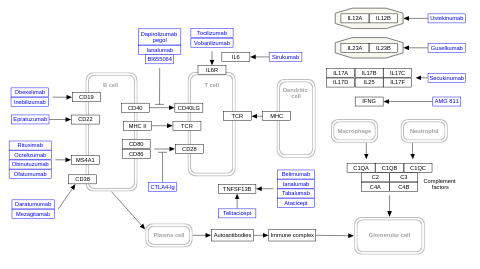 Dapirolizumab
pegol
Ianalumab
BI655064
Tocilizumab
Vobarilizumab
IL6
Sirukumab
IL6R
IL12A
IL12B
Ustekinumab
IL23A
IL23B
Guselkumab
IL17A
IL17B
IL17C
IL17D
IL25
IL17F
Secukinumab
IFNG
AMG 811
B cell
T cell
Dendritic
cell
Obexelimab
Inebilizumab
CD19
CD40
CD40LG
Epratuzumab
CD22
MHC II
TCR
TCR
MHC
Macrophage
Neutrophil
Rituximab
Ocrelizumab
Obinutuzumab
Ofatumumab
MS4A1
CD80
CD86
CD28
CD38
CTLA4-Ig
Daratumumab
Mezagitamab
TNFSF13B
Belimumab
Ianalumab
Tabalumab
Atacicept
Telitacicept
C1QA
C1QB
C1QC
C2
C3
C4A
C4B
Complement
factors
Plasma cell
Autoantibodies
Immune complex
Glomerular cell